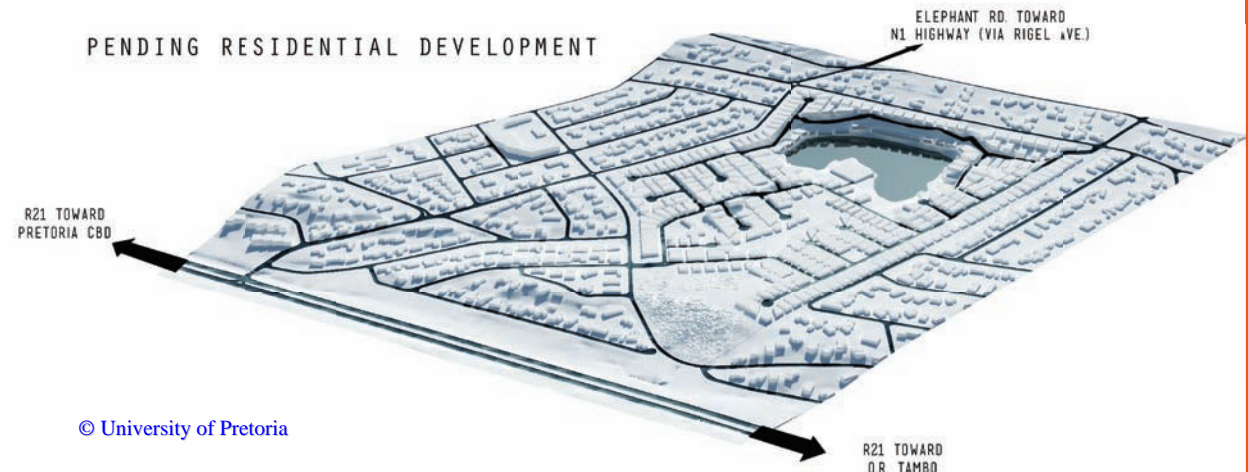 PENDING RESIDENTIAL DEVELOPMENT
ELEPHANT RD. TOWARD
N1 HIGHWAY (VIA RIGEL AVE.)
R21 TOWARD
PRETORIA CBD
© University of Pretoria
R21 TOWARD
O.R. TAMBO